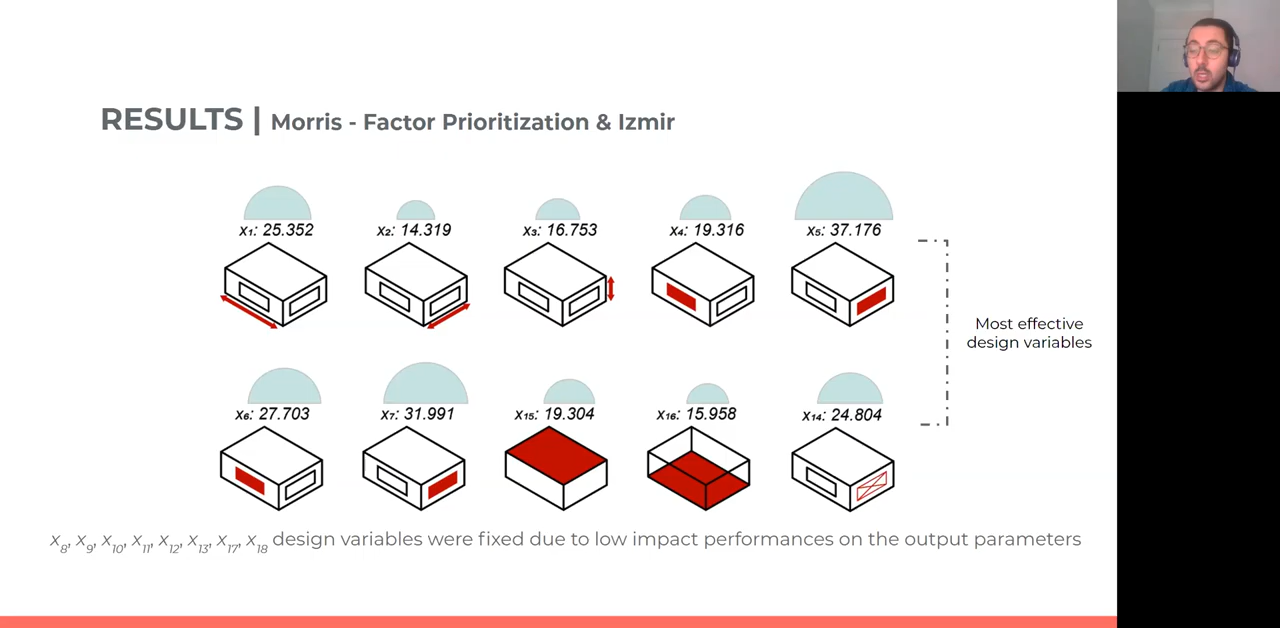 RESULTS | Morris - Factor Prioritization & Izmir
x₁: 25.352 x₂: 14.319 x₃: 16.753 x₄: 19.316 x₅: 37.176
Most effective
design variables
x₆: 27.703 x₇: 31.991 x₁₅: 19.304 x₁₆: 15.958 x₁₄: 24.804
x₈, x₉, x₁₀, x₁₁, x₁₂, x₁₃, x₁₇, x₁₈ design variables were fixed due to low impact performances on the output parameters